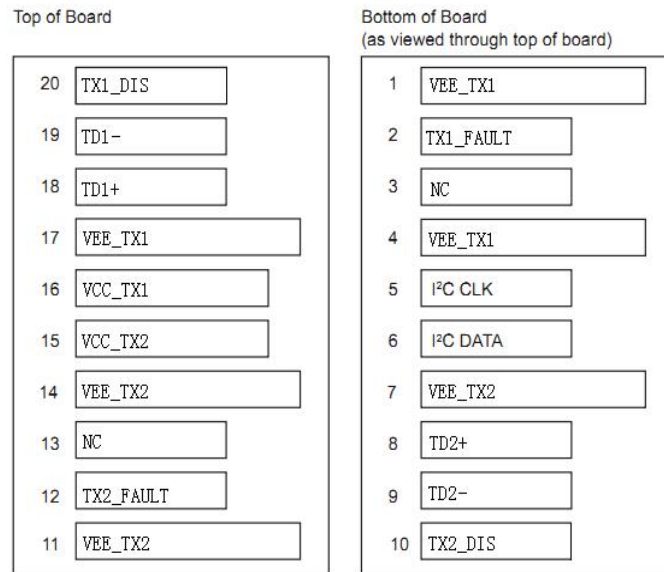 Top of Board
20 TX1_DIS
19 TD1-
18 TD1+
17 VEE_TX1
16 VCC_TX1
15 VCC_TX2
14 VEE_TX2
13 NC
12 TX2_FAULT
11 VEE_TX2
Bottom of Board
(as viewed through top of board)
1 VEE_TX1
2 TX1_FAULT
3 NC
4 VEE_TX1
5 I²C CLK
6 I²C DATA
7 VEE_TX2
8 TD2+
9 TD2-
10 TX2_DIS